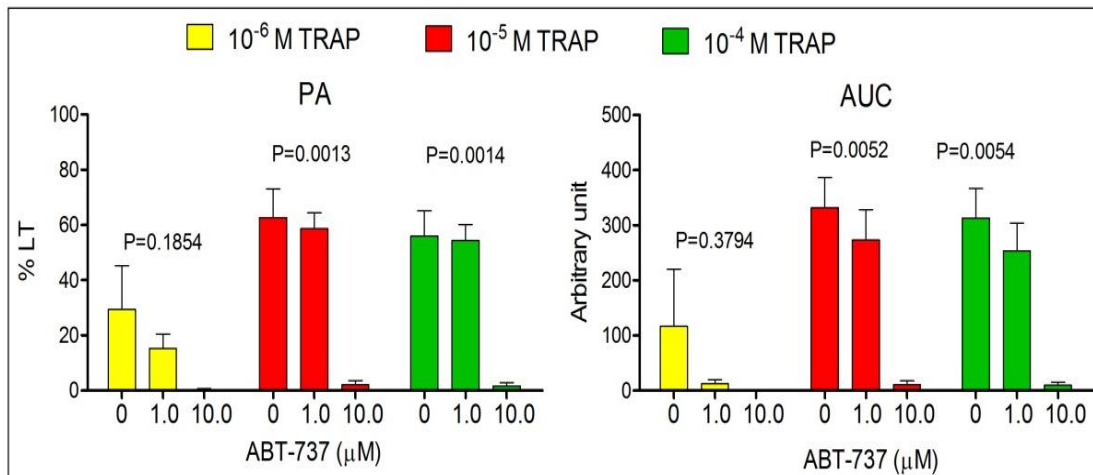 10⁻⁶ M TRAP 10⁻⁵ M TRAP 10⁻⁴ M TRAP
PA
% LT
100
80
60
40
20
0
P=0.1854
P=0.0013
P=0.0014
0 1.0 10.0 0 1.0 10.0 0 1.0 10.0
ABT-737 (μM)
AUC
Arbitrary unit
500
400
300
200
100
0
P=0.3794
P=0.0052
P=0.0054
0 1.0 10.0 0 1.0 10.0 0 1.0 10.0
ABT-737 (μM)